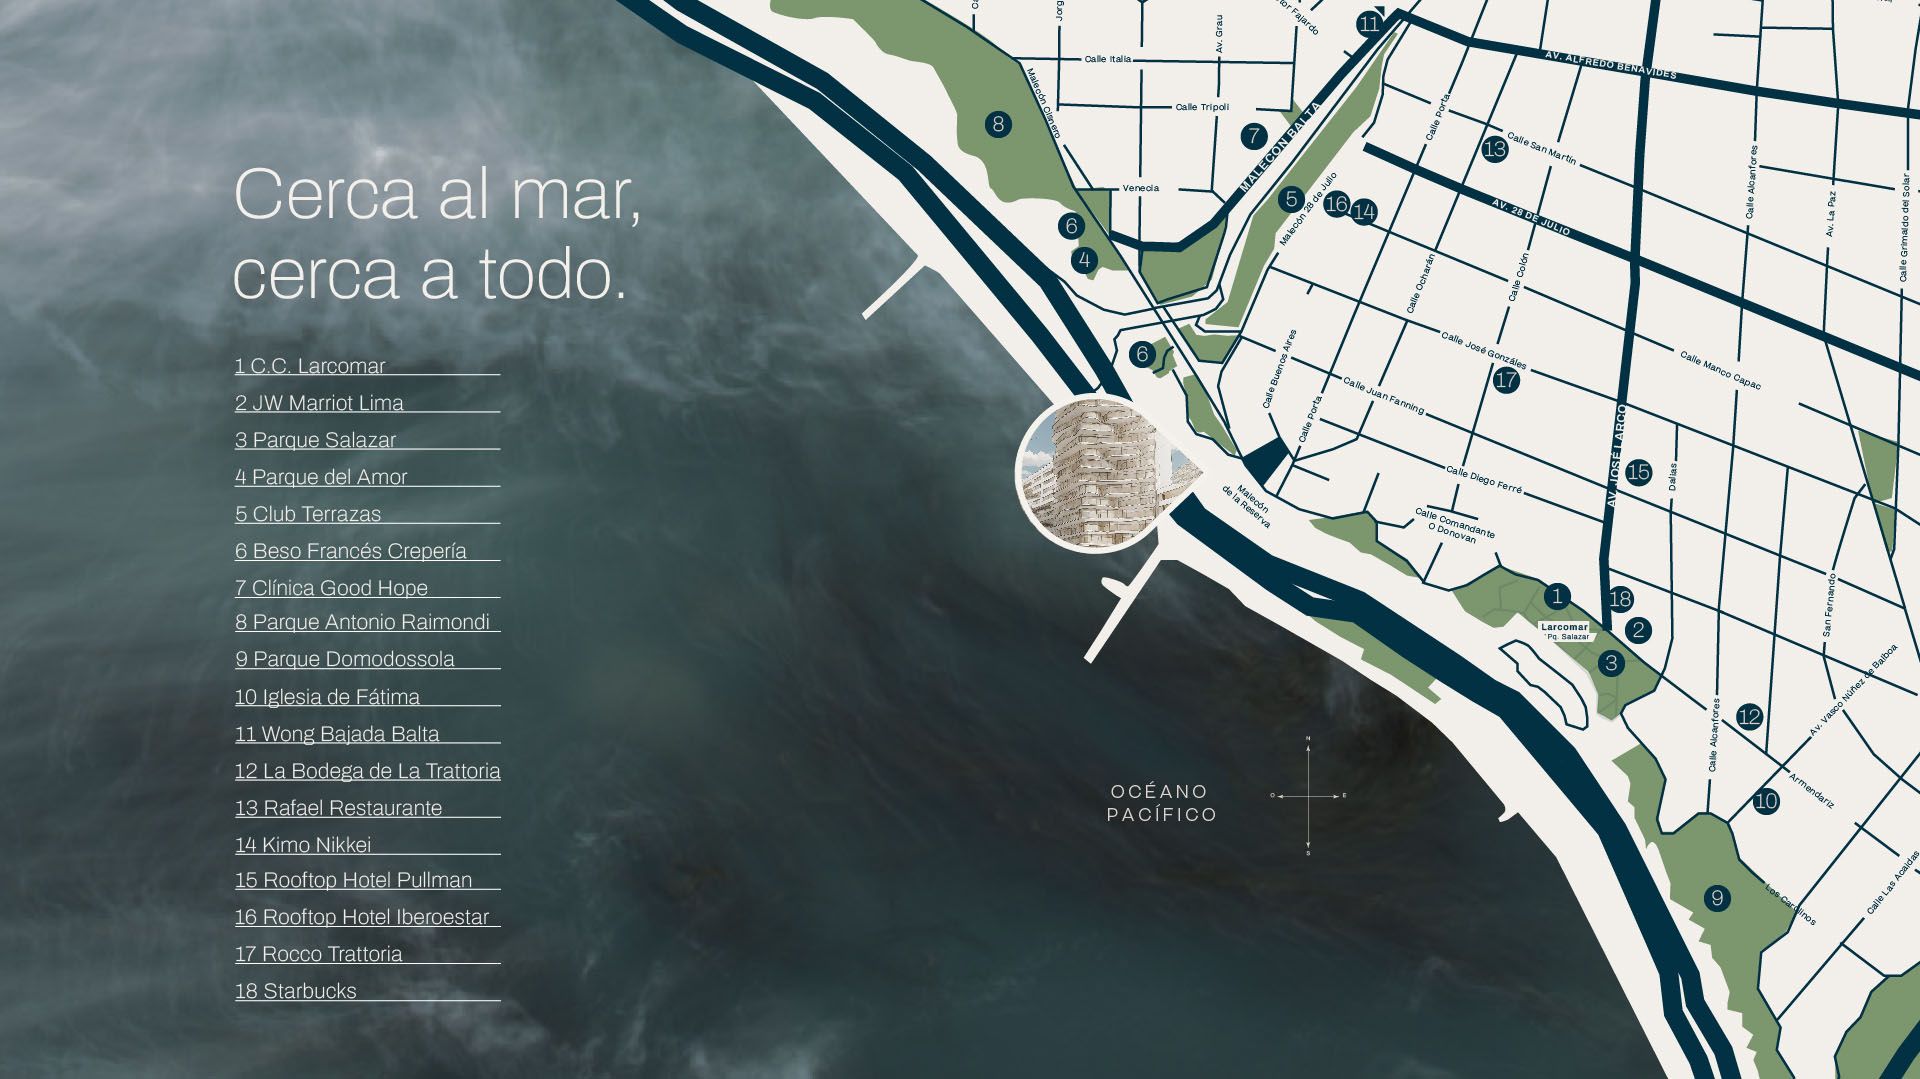 Cerca al mar,
cerca a todo.
1 C.C. Larcomar
2 JW Marriot Lima
3 Parque Salazar
4 Parque del Amor
5 Club Terrazas
6 Beso Francés Crepería
7 Clínica Good Hope
8 Parque Antonio Raimondi
9 Parque Domodossola
10 Iglesia de Fátima
11 Wong Bajada Balta
12 La Bodega de La Trattoria
13 Rafael Restaurante
14 Kimo Nikkei
15 Rooftop Hotel Pullman
16 Rooftop Hotel Iberoestar
17 Rocco Trattoria
18 Starbucks
11
Av. Grau
Calle Italia
AV. ALFREDO BENAVIDES
Malecón Cisnero
Calle Tripoli
8
7
MALECÓN BALTA
Calle Porta
13
Calle San Martín
Venecia
5
Malecón 28 de Julio
16
14
AV. 28 DE JULIO
Calle Alcanfores
Av. La Paz
Calle Grimaldo del Solar
6
4
Calle Ocharán
Calle Colón
6
Calle Buenos Aires
Calle José Gonzáles
17
Calle Manco Capac
Calle Juan Fanning
Calle Porta
AV. JOSÉ LARCO
15
Dalias
Calle Diego Ferré
Malecón
de la Reserva
Calle Comandante
O Donovan
1
18
2
Larcomar
Pq. Salazar
3
San Fernando
Av. Vasco Núñez de Balboa
12
Calle Alcanfores
10
Armendariz
9
Los Carolinos
Calle Las Acaidas
OCÉANO
PACÍFICO
N
O
E
S